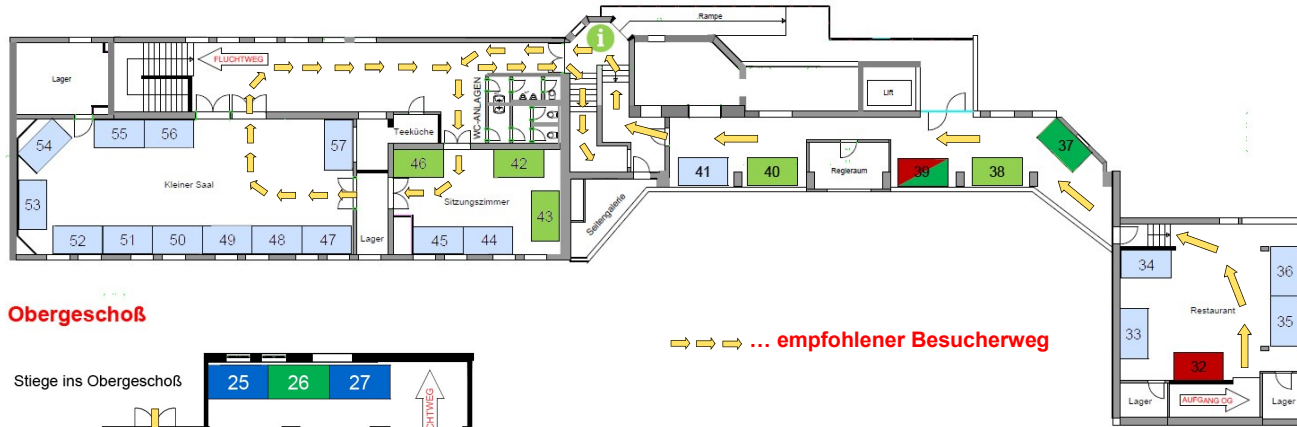 Rampe
i
FLUCHTWEG
Lager
WC-ANLAGEN
Lift
55 56
54
57
Teeküche
46 42
37
41 40
Regieraum
39 38
Kleiner Saal
Sitzungszimmer
53
43
Seitengalerie
52 51 50 49 48 47
Lager
45 44
34
36
Restaurant
33
35
32
Lager
AUFGANG OG
Lager
Obergeschoß
... empfohlener Besucherweg
Stiege ins Obergeschoß
25 26 27
CHTWEG